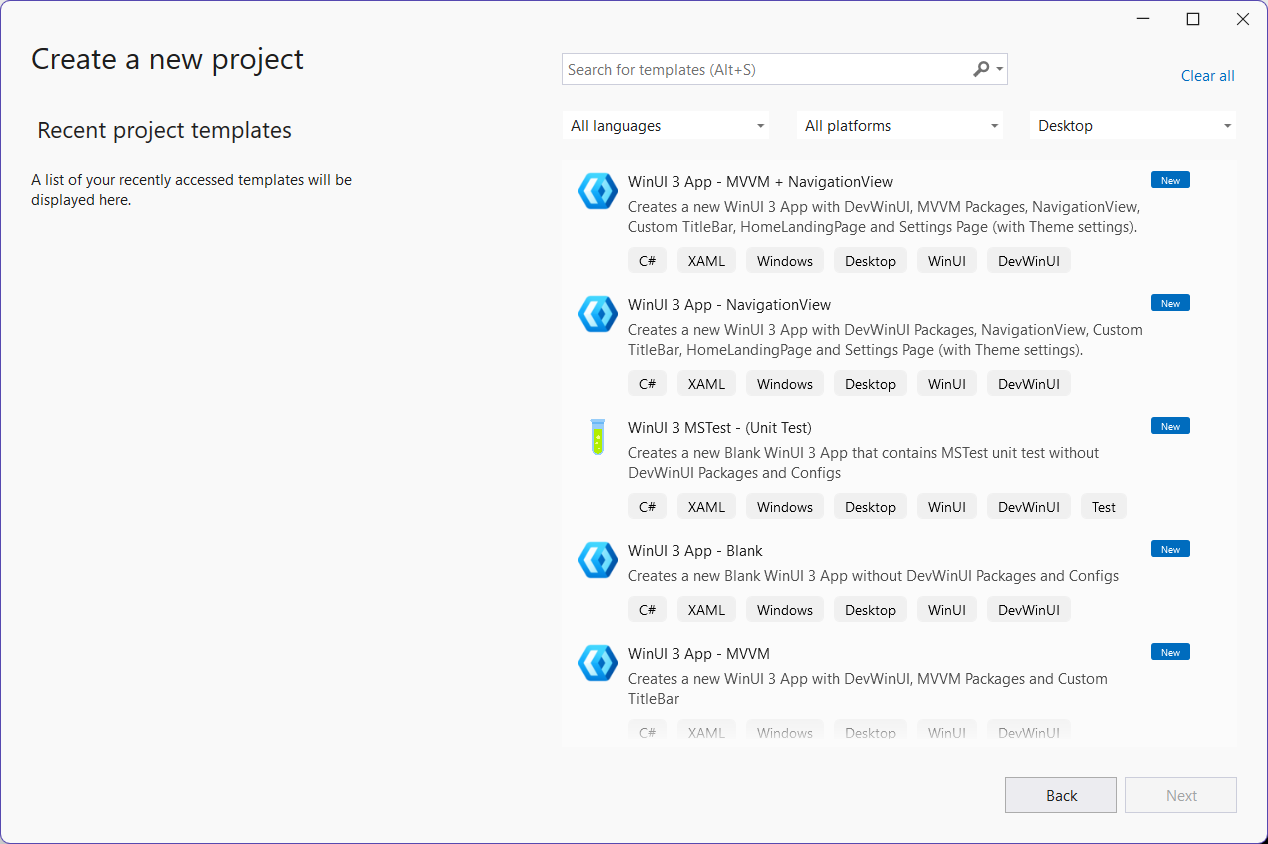 Create a new project
Search for templates (Alt+S)
Clear all
Recent project templates
All languages
All platforms
Desktop
A list of your recently accessed templates will be
displayed here.
WinUI 3 App - MVVM + NavigationView
New
Creates a new WinUI 3 App with DevWinUI, MVVM Packages, NavigationView,
Custom TitleBar, HomeLandingPage and Settings Page (with Theme settings).
C# XAML Windows Desktop WinUI DevWinUI
WinUI 3 App - NavigationView
New
Creates a new WinUI 3 App with DevWinUI Packages, NavigationView, Custom
TitleBar, HomeLandingPage and Settings Page (with Theme settings).
C# XAML Windows Desktop WinUI DevWinUI
WinUI 3 MSTest - (Unit Test)
New
Creates a new Blank WinUI 3 App that contains MSTest unit test without
DevWinUI Packages and Configs
C# XAML Windows Desktop WinUI DevWinUI Test
WinUI 3 App - Blank
New
Creates a new Blank WinUI 3 App without DevWinUI Packages and Configs
C# XAML Windows Desktop WinUI DevWinUI
WinUI 3 App - MVVM
New
Creates a new WinUI 3 App with DevWinUI, MVVM Packages and Custom
TitleBar
C# XAML Windows Desktop WinUI DevWinUI
Back
Next